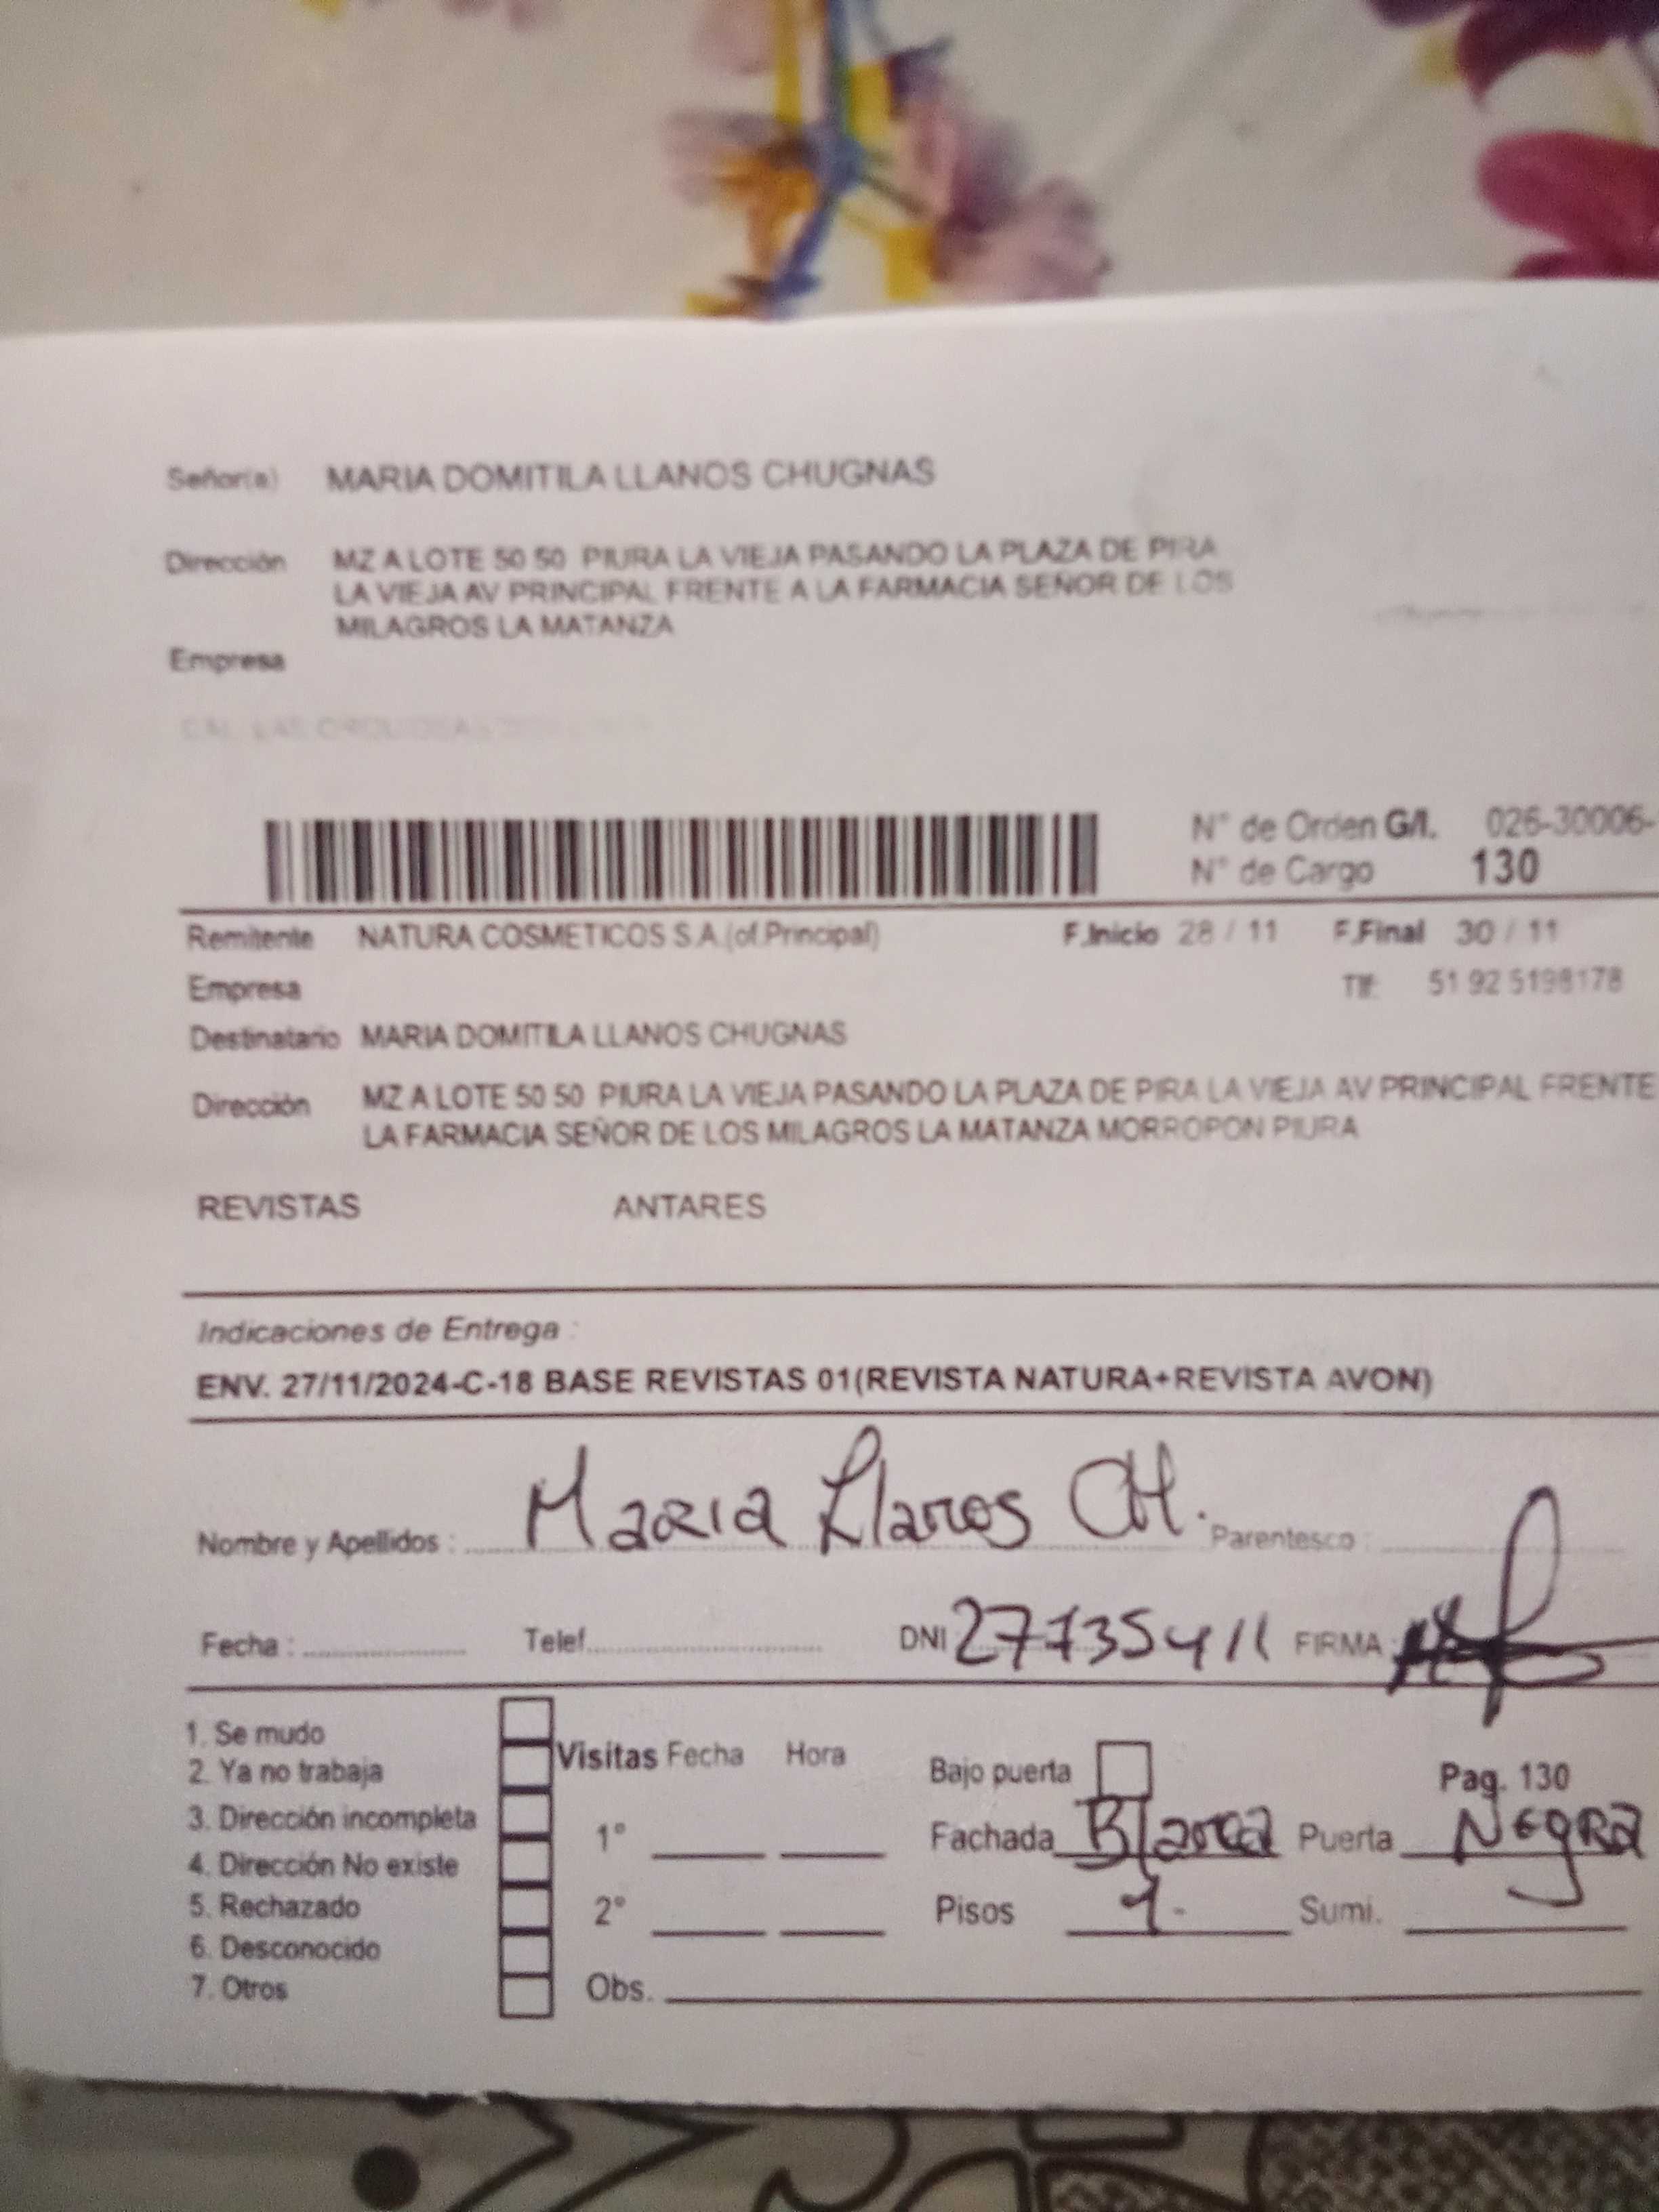 Señor(a) MARIA DOMITILA LLANOS CHUGNAS
Dirección MZ A LOTE 50 50 PIURA LA VIEJA PASANDO LA PLAZA DE PIRA
LA VIEJA AV PRINCIPAL FRENTE A LA FARMACIA SEÑOR DE LOS
MILAGROS LA MATANZA
Empresa
N° de Orden G/I. 026-30006-
N° de Cargo 130
Remitente NATURA COSMETICOS S.A.(of.Principal) F.Inicio 28 / 11 F.Final 30 / 11
Empresa Tlf: 51 92 5198178
Destinatario MARIA DOMITILA LLANOS CHUGNAS
Dirección MZ A LOTE 50 50 PIURA LA VIEJA PASANDO LA PLAZA DE PIRA LA VIEJA AV PRINCIPAL FRENTE
LA FARMACIA SEÑOR DE LOS MILAGROS LA MATANZA MORROPON PIURA
REVISTAS ANTARES
Indicaciones de Entrega :
ENV. 27/11/2024-C-18 BASE REVISTAS 01(REVISTA NATURA+REVISTA AVON)
Nombre y Apellidos : Maria Llanos CH. Parentesco :
Fecha : Telef. DNI 27735411 FIRMA
1. Se mudo
2. Ya no trabaja
3. Dirección incompleta
4. Dirección No existe
5. Rechazado
6. Desconocido
7. Otros
Visitas Fecha Hora
1°
2°
Obs.
Bajo puerta Pag. 130
Fachada Blanca Puerta Negra
Pisos 1- Sumi.